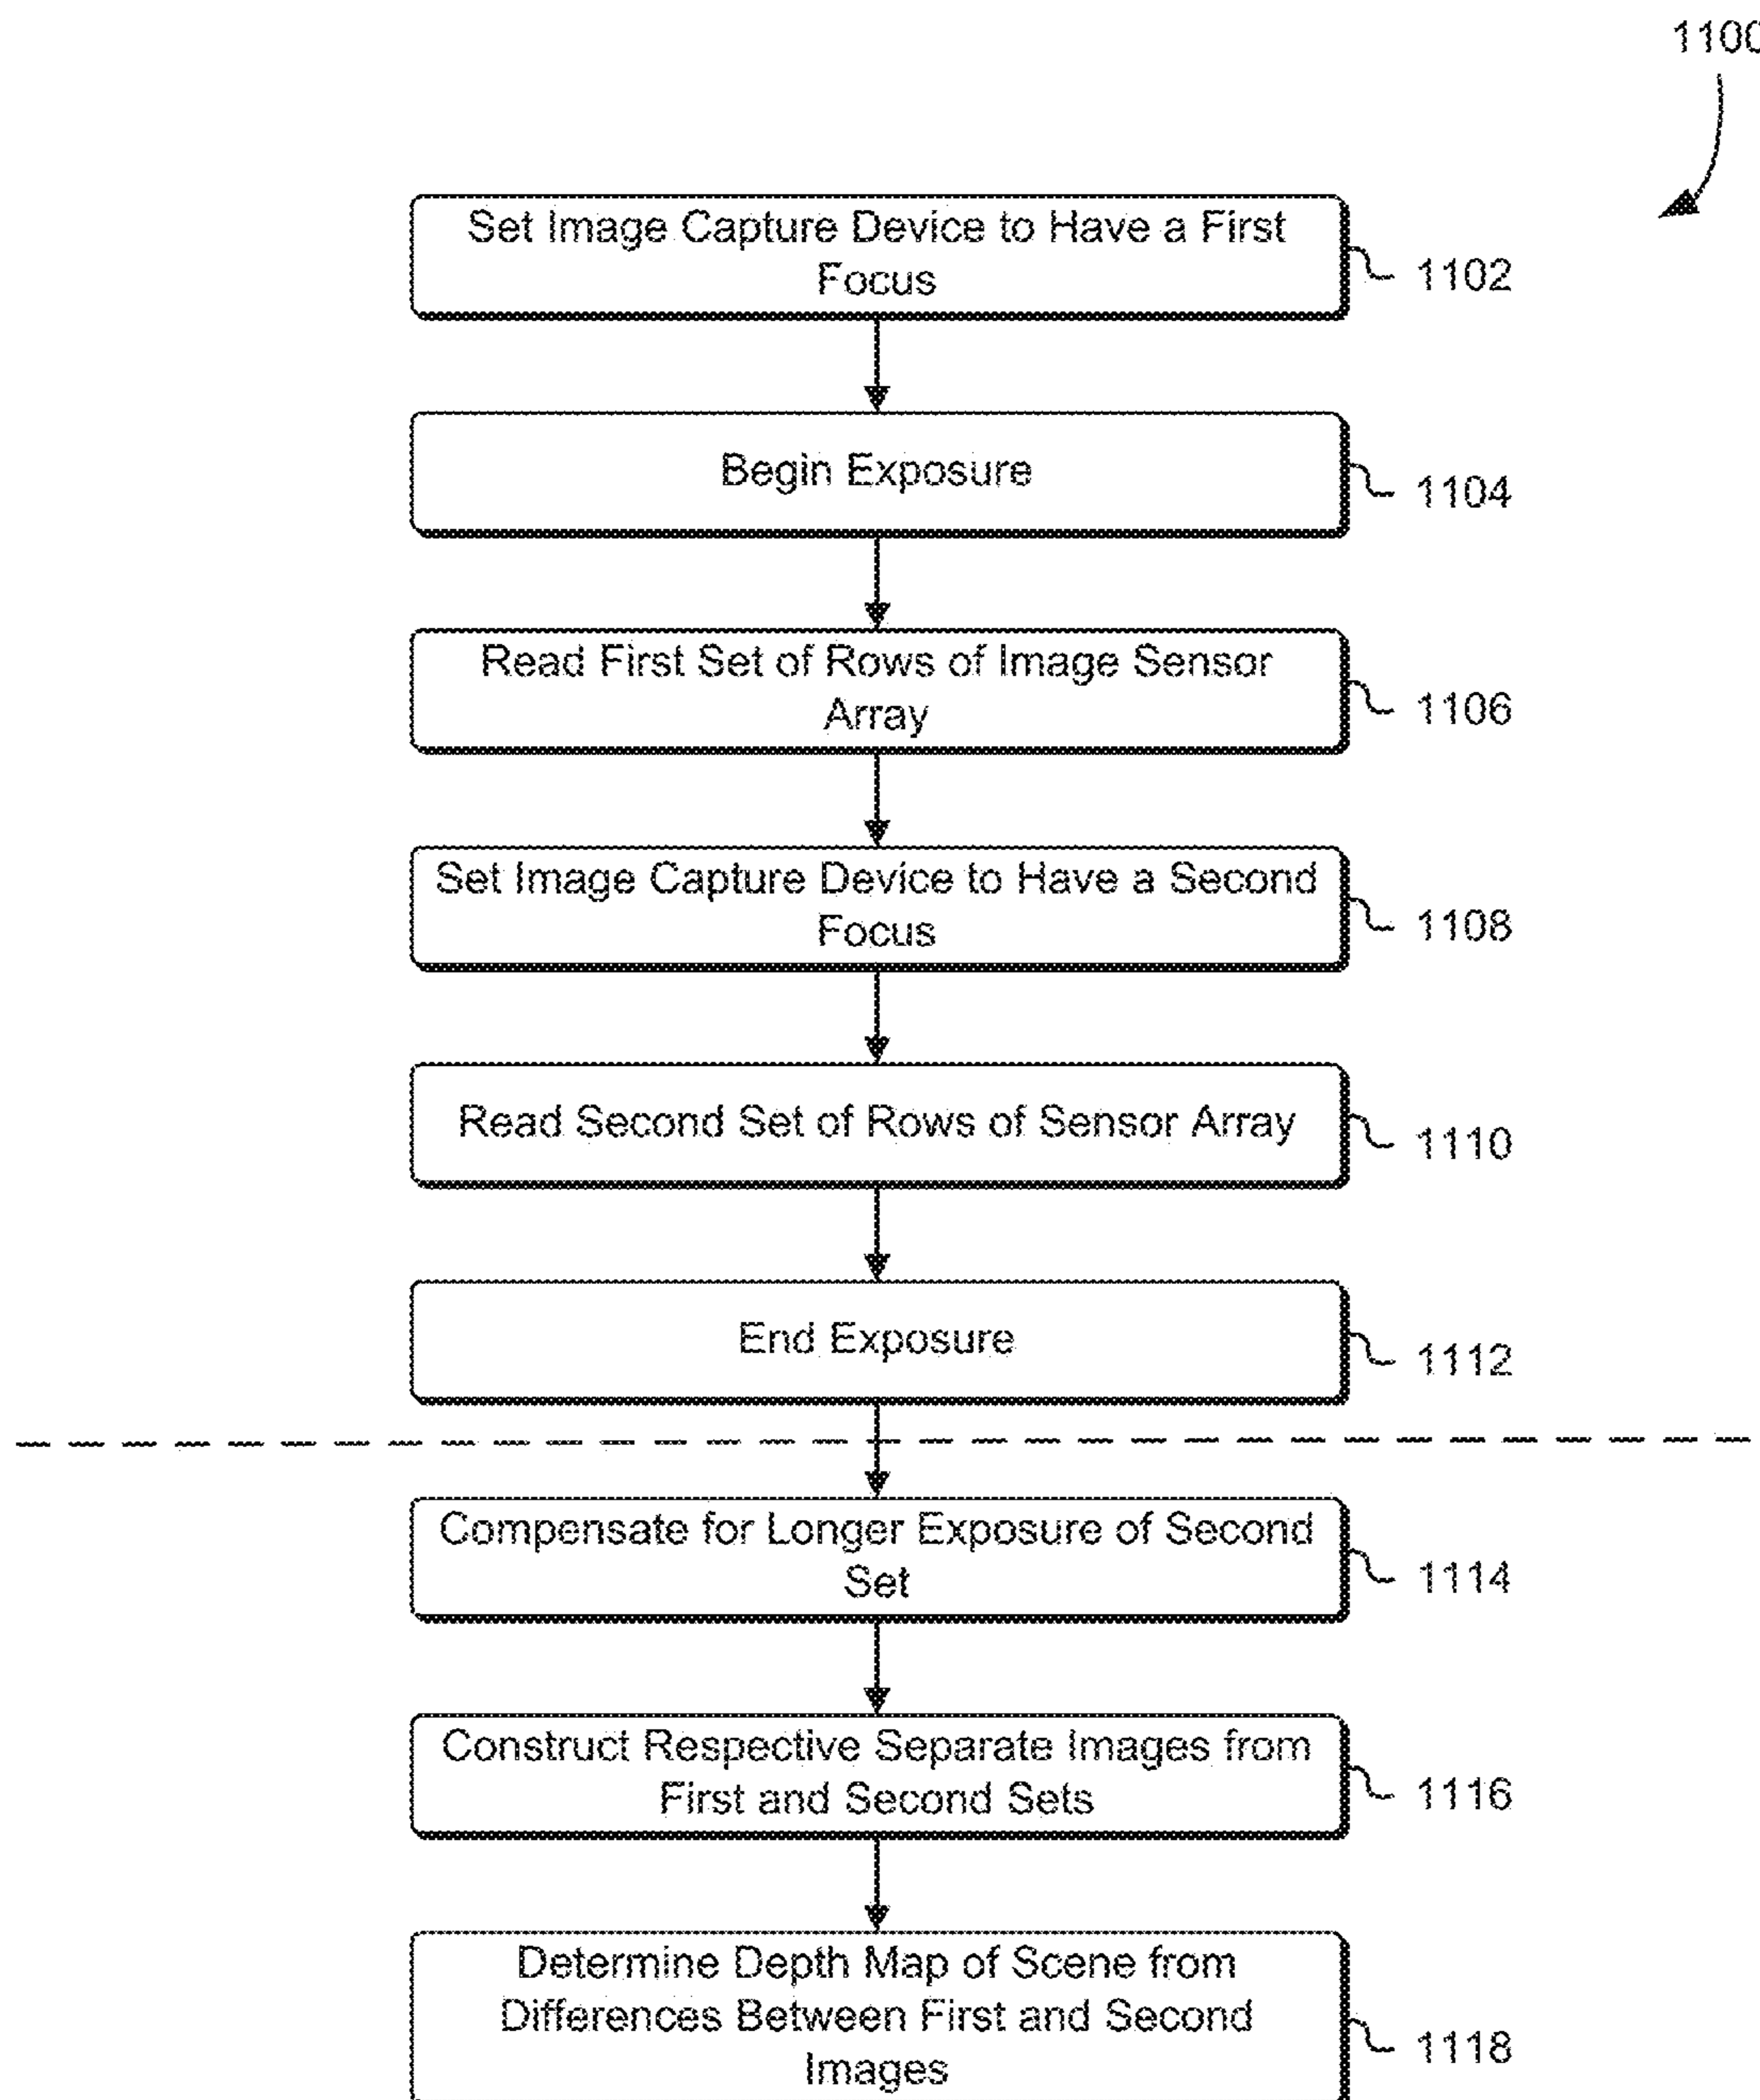 1100
Set Image Capture Device to Have a First
Focus
1102
Begin Exposure
1104
Read First Set of Rows of Image Sensor
Array
1106
Set Image Capture Device to Have a Second
Focus
1108
Read Second Set of Rows of Sensor Array
1110
End Exposure
1112
Compensate for Longer Exposure of Second
Set
1114
Construct Respective Separate Images from
First and Second Sets
1116
Determine Depth Map of Scene from
Differences Between First and Second
Images
1118